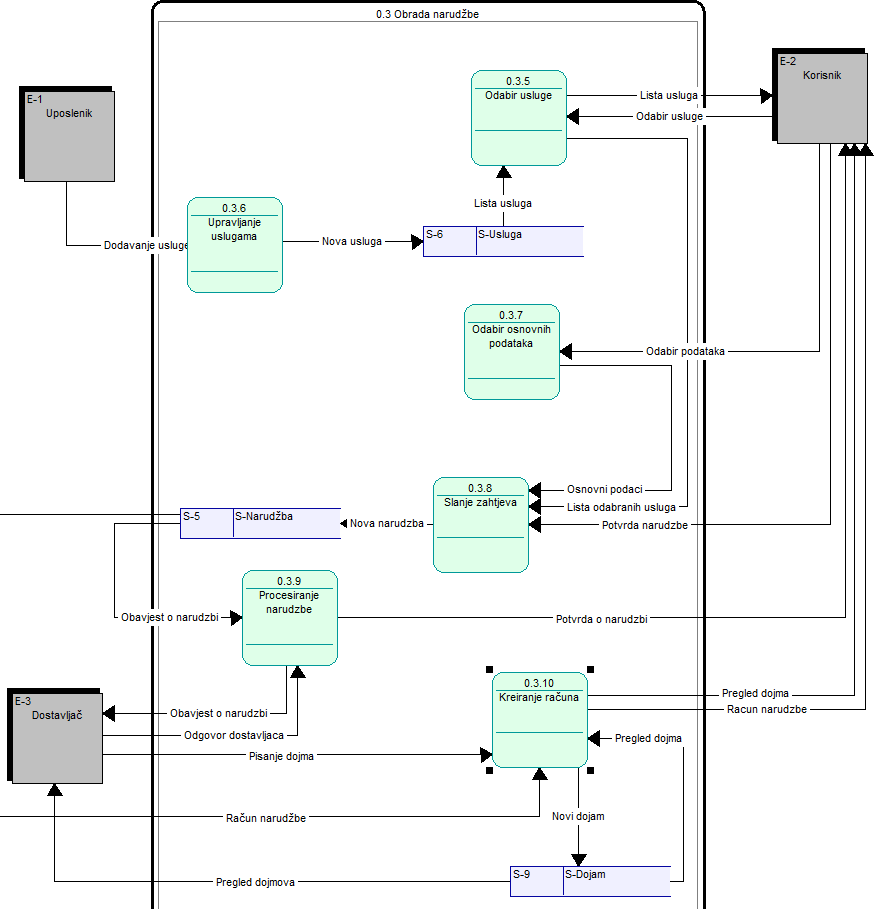 0.3 Obrada narudžbe
E-2
Korisnik
0.3.5
Odabir usluge
Lista usluga
Odabir usluge
E-1
Uposlenik
Lista usluga
0.3.6
Upravljanje
uslugama
Dodavanje usluge
Nova usluga
S-6
S-Usluga
0.3.7
Odabir osnovnih
podataka
Odabir podataka
0.3.8
Slanje zahtjeva
Osnovni podaci
Lista odabranih usluga
Potvrda narudzbe
S-5
S-Narudžba
Nova narudzba
0.3.9
Procesiranje
narudzbe
Obavjest o narudzbi
Potvrda o narudzbi
E-3
Dostavljač
0.3.10
Kreiranje računa
Pregled dojma
Racun narudzbe
Obavjest o narudzbi
Odgovor dostavljaca
Pregled dojma
Pisanje dojma
Račun narudžbe
Novi dojam
S-9
S-Dojam
Pregled dojmova